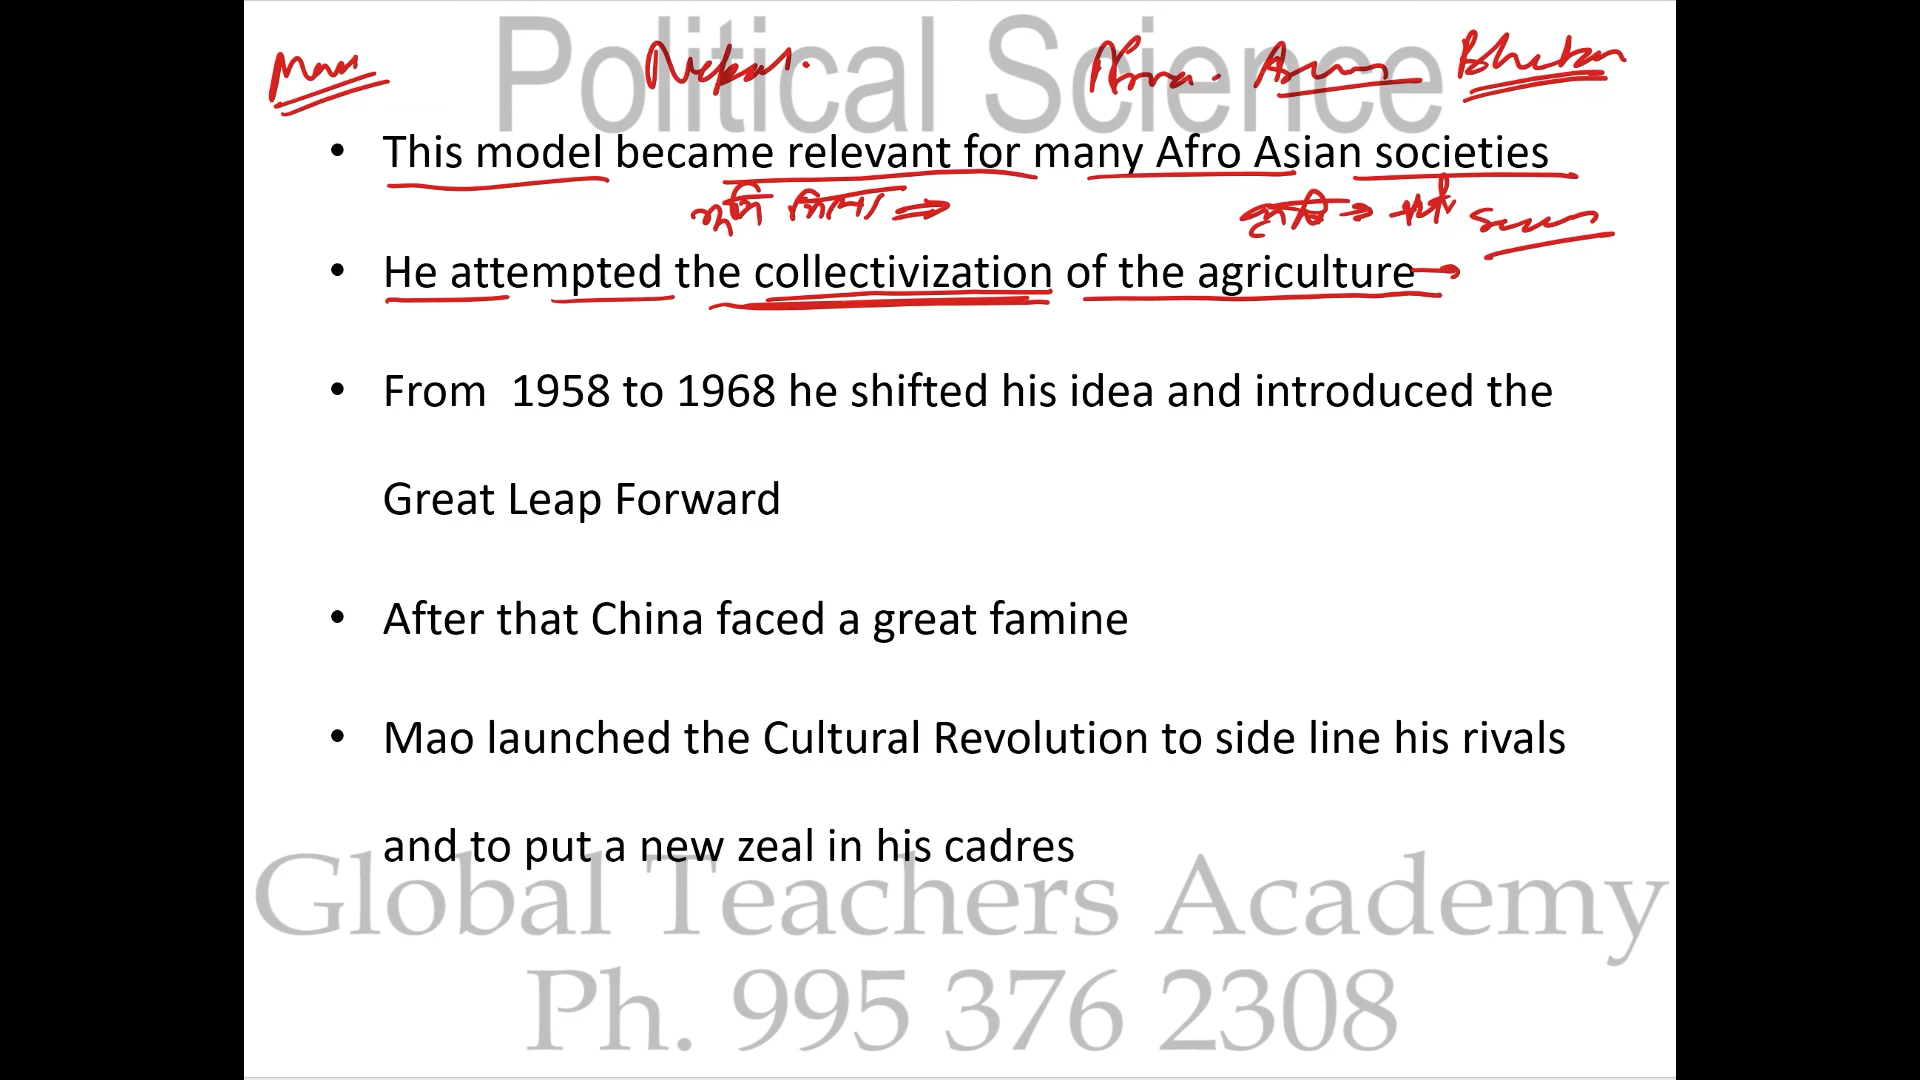 Political Science
Nepal. Bhutan
• This model became relevant for many Afro Asian societies
• He attempted the collectivization of the agriculture
• From 1958 to 1968 he shifted his idea and introduced the
Great Leap Forward
• After that China faced a great famine
• Mao launched the Cultural Revolution to side line his rivals
and to put a new zeal in his cadres
Global Teachers Academy
Ph. 995 376 2308